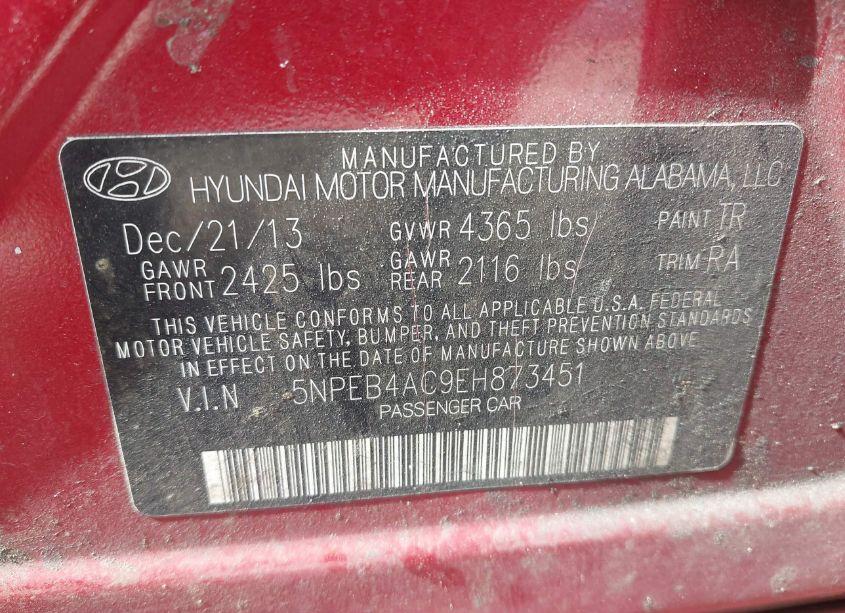 MANUFACTURED BY
HYUNDAI MOTOR MANUFACTURING ALABAMA, LLC
Dec/21/13 GVWR 4365 lbs PAINT TR
GAWR FRONT 2425 lbs GAWR REAR 2116 lbs TRIM RA
THIS VEHICLE CONFORMS TO ALL APPLICABLE U.S.A. FEDERAL
MOTOR VEHICLE SAFETY, BUMPER, AND THEFT PREVENTION STANDARDS
IN EFFECT ON THE DATE OF MANUFACTURE SHOWN ABOVE
V.I.N 5NPEB4AC9EH873451
PASSENGER CAR